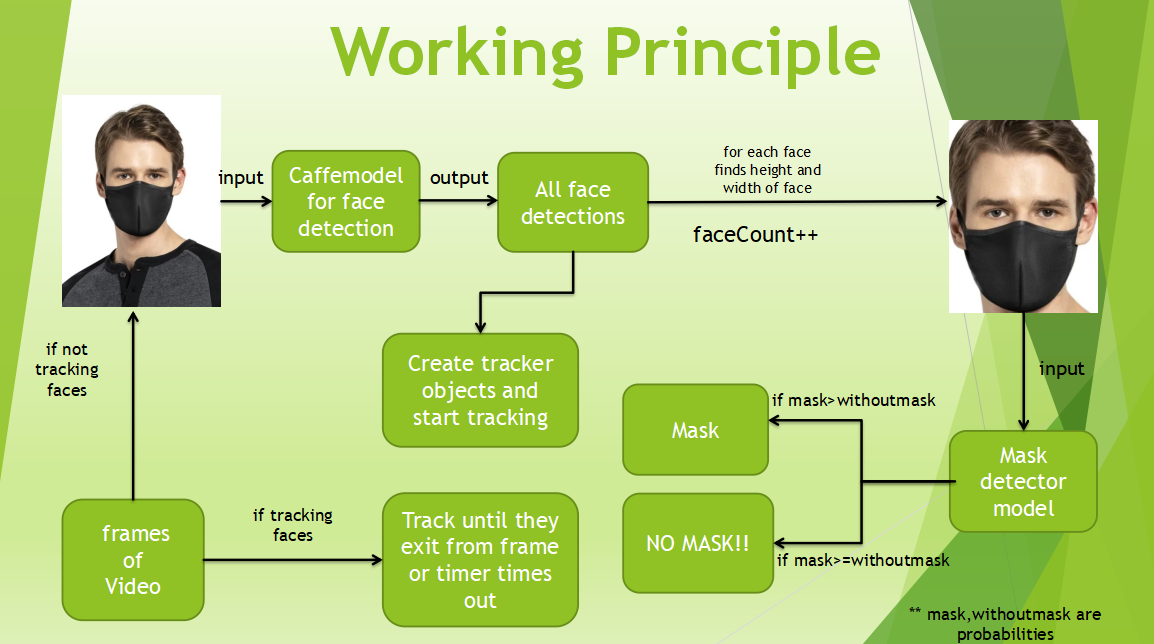 Working Principle
input
Caffemodel
for face
detection
output
All face
detections
for each face
finds height and
width of face
faceCount++
if not
tracking
faces
Create tracker
objects and
start tracking
input
Mask
if mask>withoutmask
Mask
detector
model
frames
of
Video
if tracking
faces
Track until they
exit from frame
or timer times
out
NO MASK!!
if mask>=withoutmask
** mask,withoutmask are
probabilities